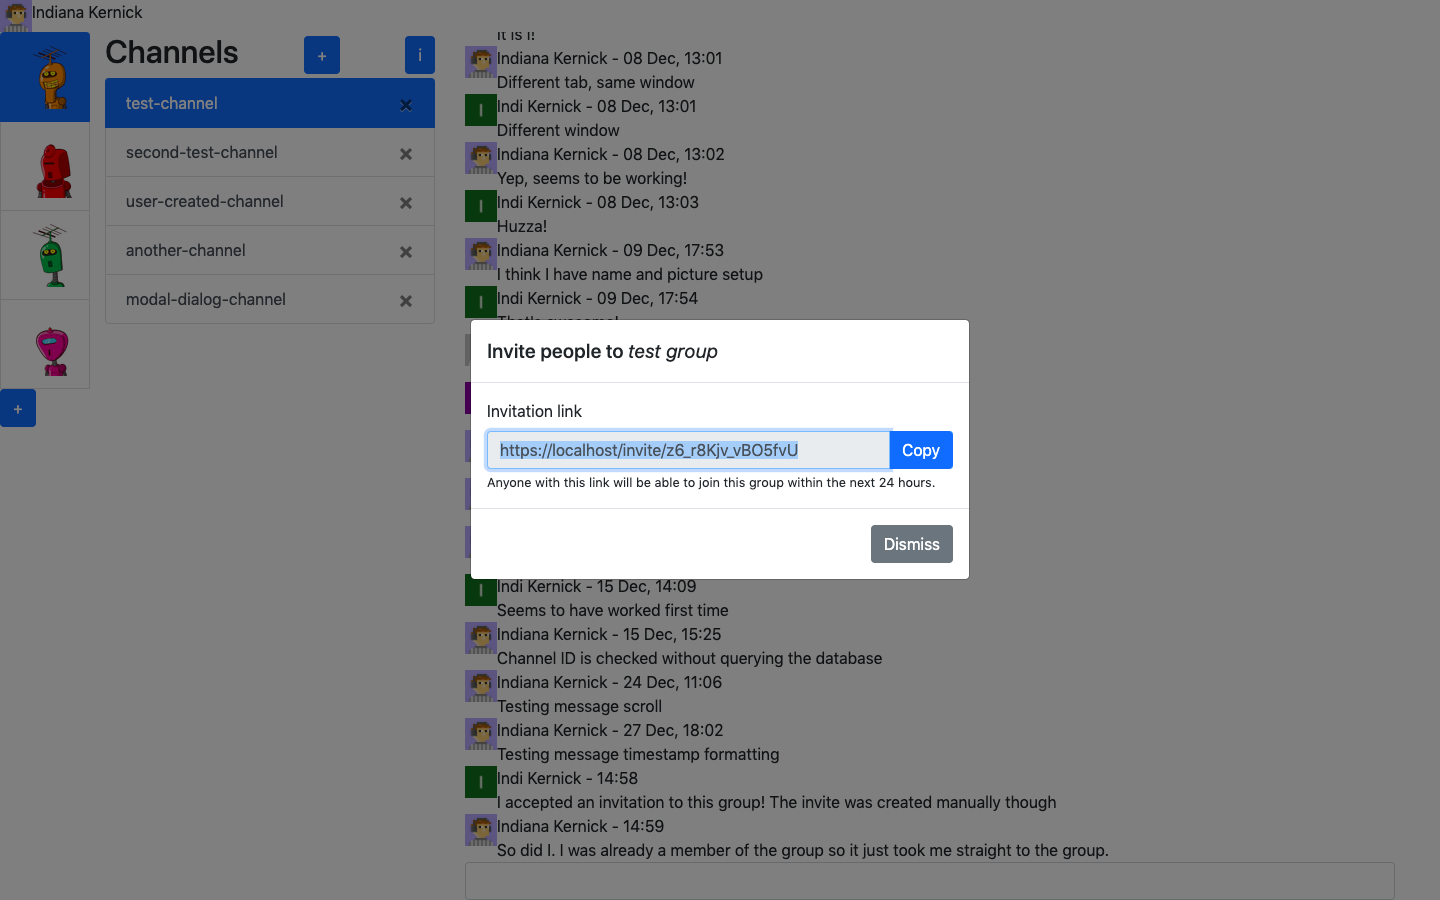 Indiana Kernick
Channels
+
i
test-channel
×
second-test-channel
×
user-created-channel
×
another-channel
×
modal-dialog-channel
×
+
It is I!
Indiana Kernick - 08 Dec, 13:01
Different tab, same window
I
Indi Kernick - 08 Dec, 13:01
Different window
Indiana Kernick - 08 Dec, 13:02
Yep, seems to be working!
I
Indi Kernick - 08 Dec, 13:03
Huzza!
Indiana Kernick - 09 Dec, 17:53
I think I have name and picture setup
I
Indi Kernick - 09 Dec, 17:54
That's awesome!
Invite people to test group
Invitation link
https://localhost/invite/z6_r8Kjv_vBO5fvU
Copy
Anyone with this link will be able to join this group within the next 24 hours.
Dismiss
I
Indi Kernick - 15 Dec, 14:09
Seems to have worked first time
Indiana Kernick - 15 Dec, 15:25
Channel ID is checked without querying the database
Indiana Kernick - 24 Dec, 11:06
Testing message scroll
Indiana Kernick - 27 Dec, 18:02
Testing message timestamp formatting
I
Indi Kernick - 14:58
I accepted an invitation to this group! The invite was created manually though
Indiana Kernick - 14:59
So did I. I was already a member of the group so it just took me straight to the group.